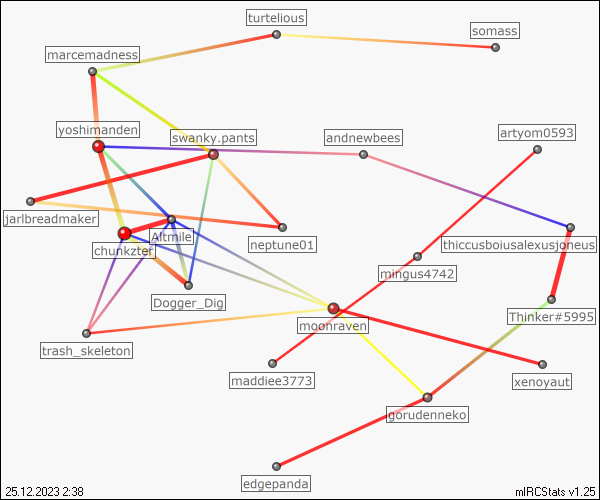 turtelious
somass
marcemadness
yoshimanden
swanky.pants
andnewbees
artyom0593
jarlbreadmaker
Altmile
chunkzter
neptune01
thiccusboiusalexusjoneus
mingus4742
Dogger_Dig
moonraven
Thinker#5995
trash_skeleton
maddiee3773
xenoyaut
gorudenneko
edgepanda
25.12.2023 2:38
mIRCStats v1.25